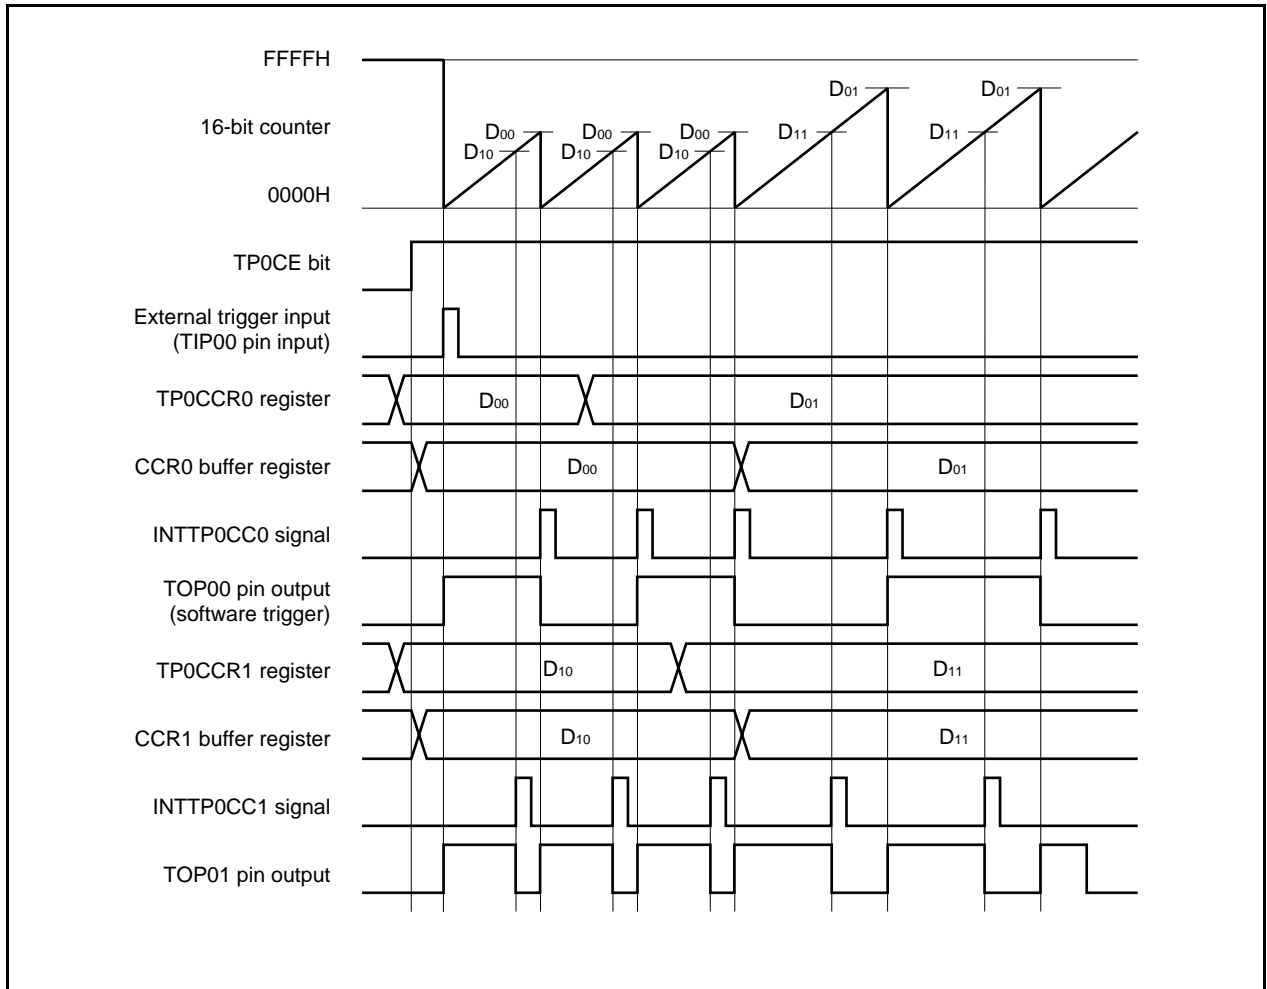 FFFFH
D01 D01
16-bit counter D00 D00 D00 D11 D11
D10 D10 D10
0000H
TP0CE bit
External trigger input
(TIP00 pin input)
TP0CCR0 register D00 D01
CCR0 buffer register D00 D01
INTTP0CC0 signal
TOP00 pin output
(software trigger)
TP0CCR1 register D10 D11
CCR1 buffer register D10 D11
INTTP0CC1 signal
TOP01 pin output